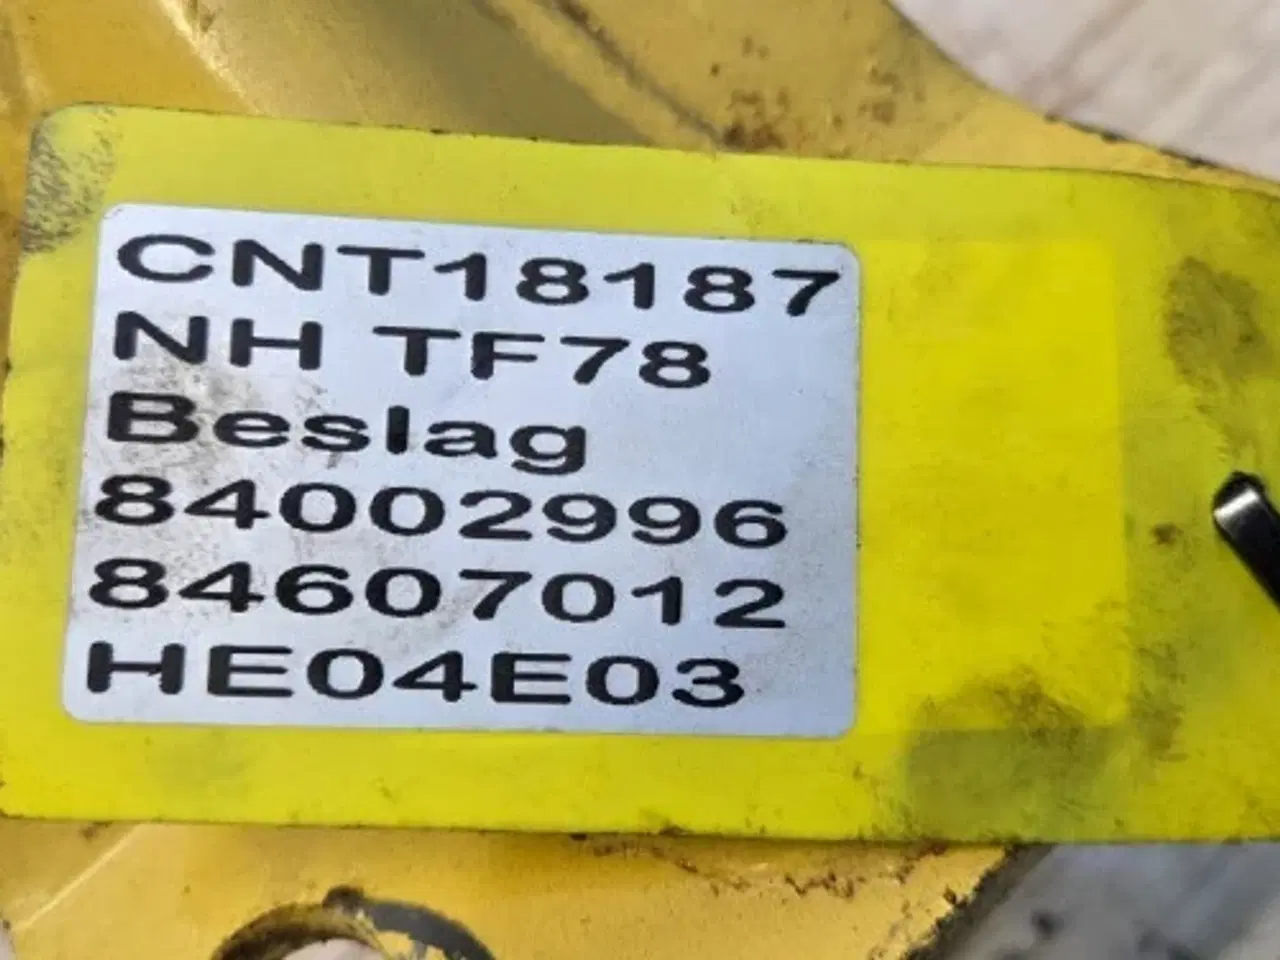 CNT18187
NH TF78
Beslag
84002996
84607012
HE04E03